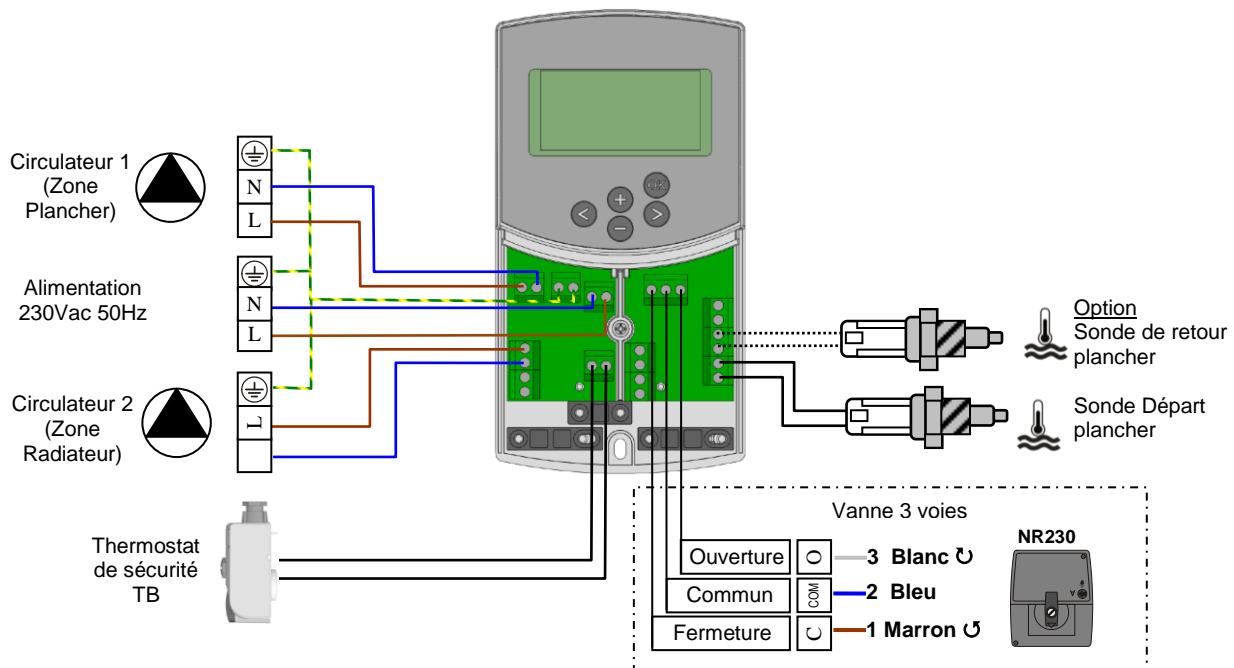 OK
+
<
>
−
Circulateur 1
(Zone
Plancher)
N
L
Alimentation
230Vac 50Hz
N
L
Circulateur 2
(Zone
Radiateur)
L
Thermostat
de sécurité
TB
Option
Sonde de retour
plancher
Sonde Départ
plancher
Vanne 3 voies
NR230
Ouverture O 3 Blanc ↻
Commun COM 2 Bleu
Fermeture C 1 Marron ↺
A